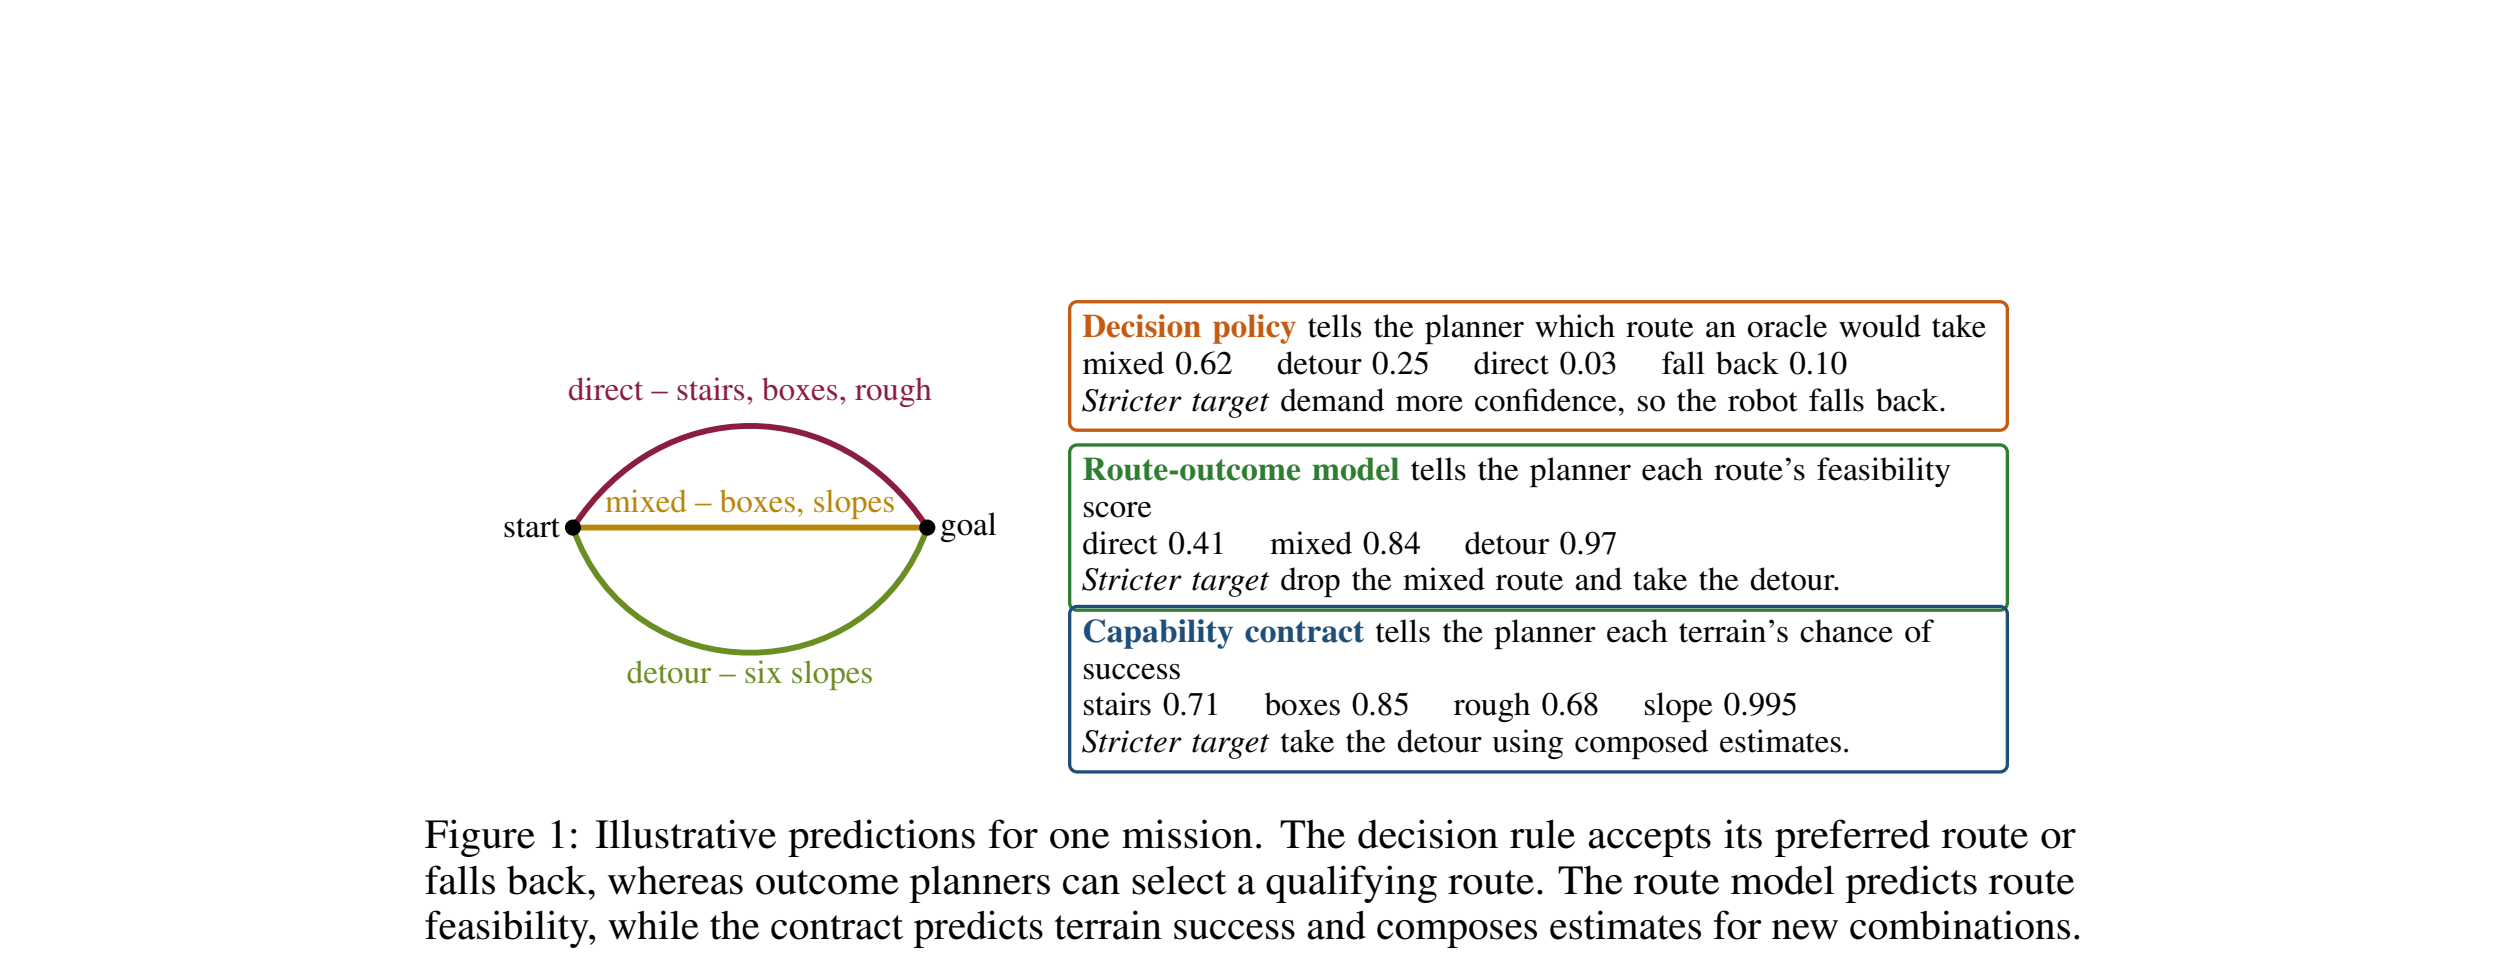 direct – stairs, boxes, rough
mixed – boxes, slopes
start
goal
detour – six slopes
Decision policy tells the planner which route an oracle would take
mixed 0.62 detour 0.25 direct 0.03 fall back 0.10
Stricter target demand more confidence, so the robot falls back.
Route-outcome model tells the planner each route's feasibility
score
direct 0.41 mixed 0.84 detour 0.97
Stricter target drop the mixed route and take the detour.
Capability contract tells the planner each terrain's chance of
success
stairs 0.71 boxes 0.85 rough 0.68 slope 0.995
Stricter target take the detour using composed estimates.
Figure 1: Illustrative predictions for one mission. The decision rule accepts its preferred route or
falls back, whereas outcome planners can select a qualifying route. The route model predicts route
feasibility, while the contract predicts terrain success and composes estimates for new combinations.